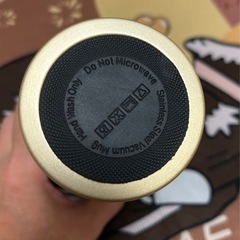 Do Not Microwave
Stainless Steel Vacuum Mug
Hand Wash Only